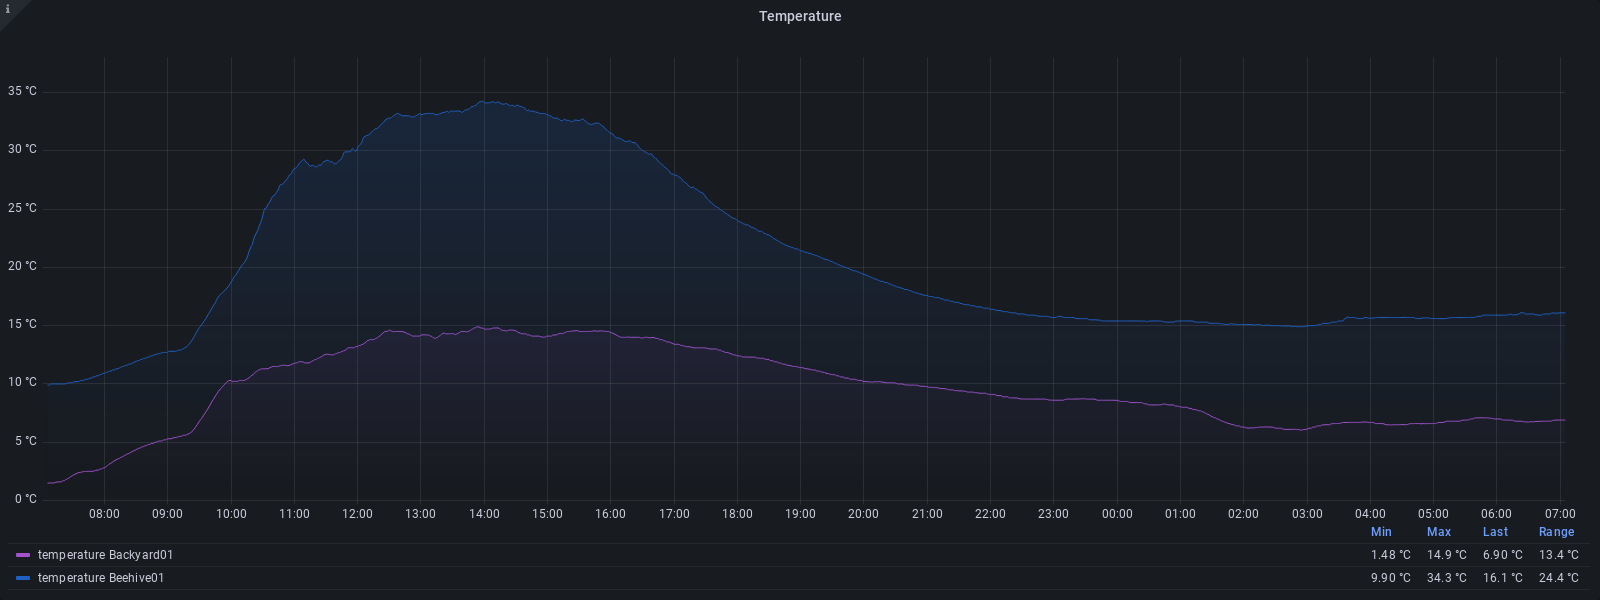 i
Temperature
35 °C
30 °C
25 °C
20 °C
15 °C
10 °C
5 °C
0 °C
08:00 09:00 10:00 11:00 12:00 13:00 14:00 15:00 16:00 17:00 18:00 19:00 20:00 21:00 22:00 23:00 00:00 01:00 02:00 03:00 04:00 05:00 06:00 07:00
Min Max Last Range
temperature Backyard01 1.48 °C 14.9 °C 6.90 °C 13.4 °C
temperature Beehive01 9.90 °C 34.3 °C 16.1 °C 24.4 °C